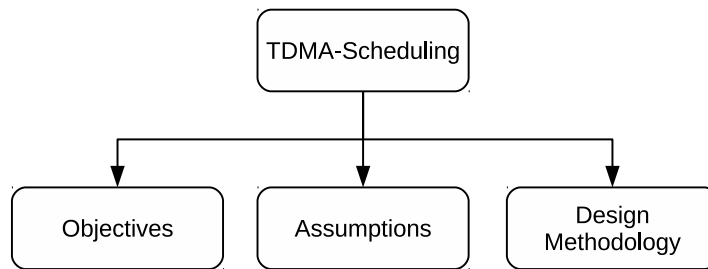 TDMA-Scheduling
Objectives
Assumptions
Design
Methodology